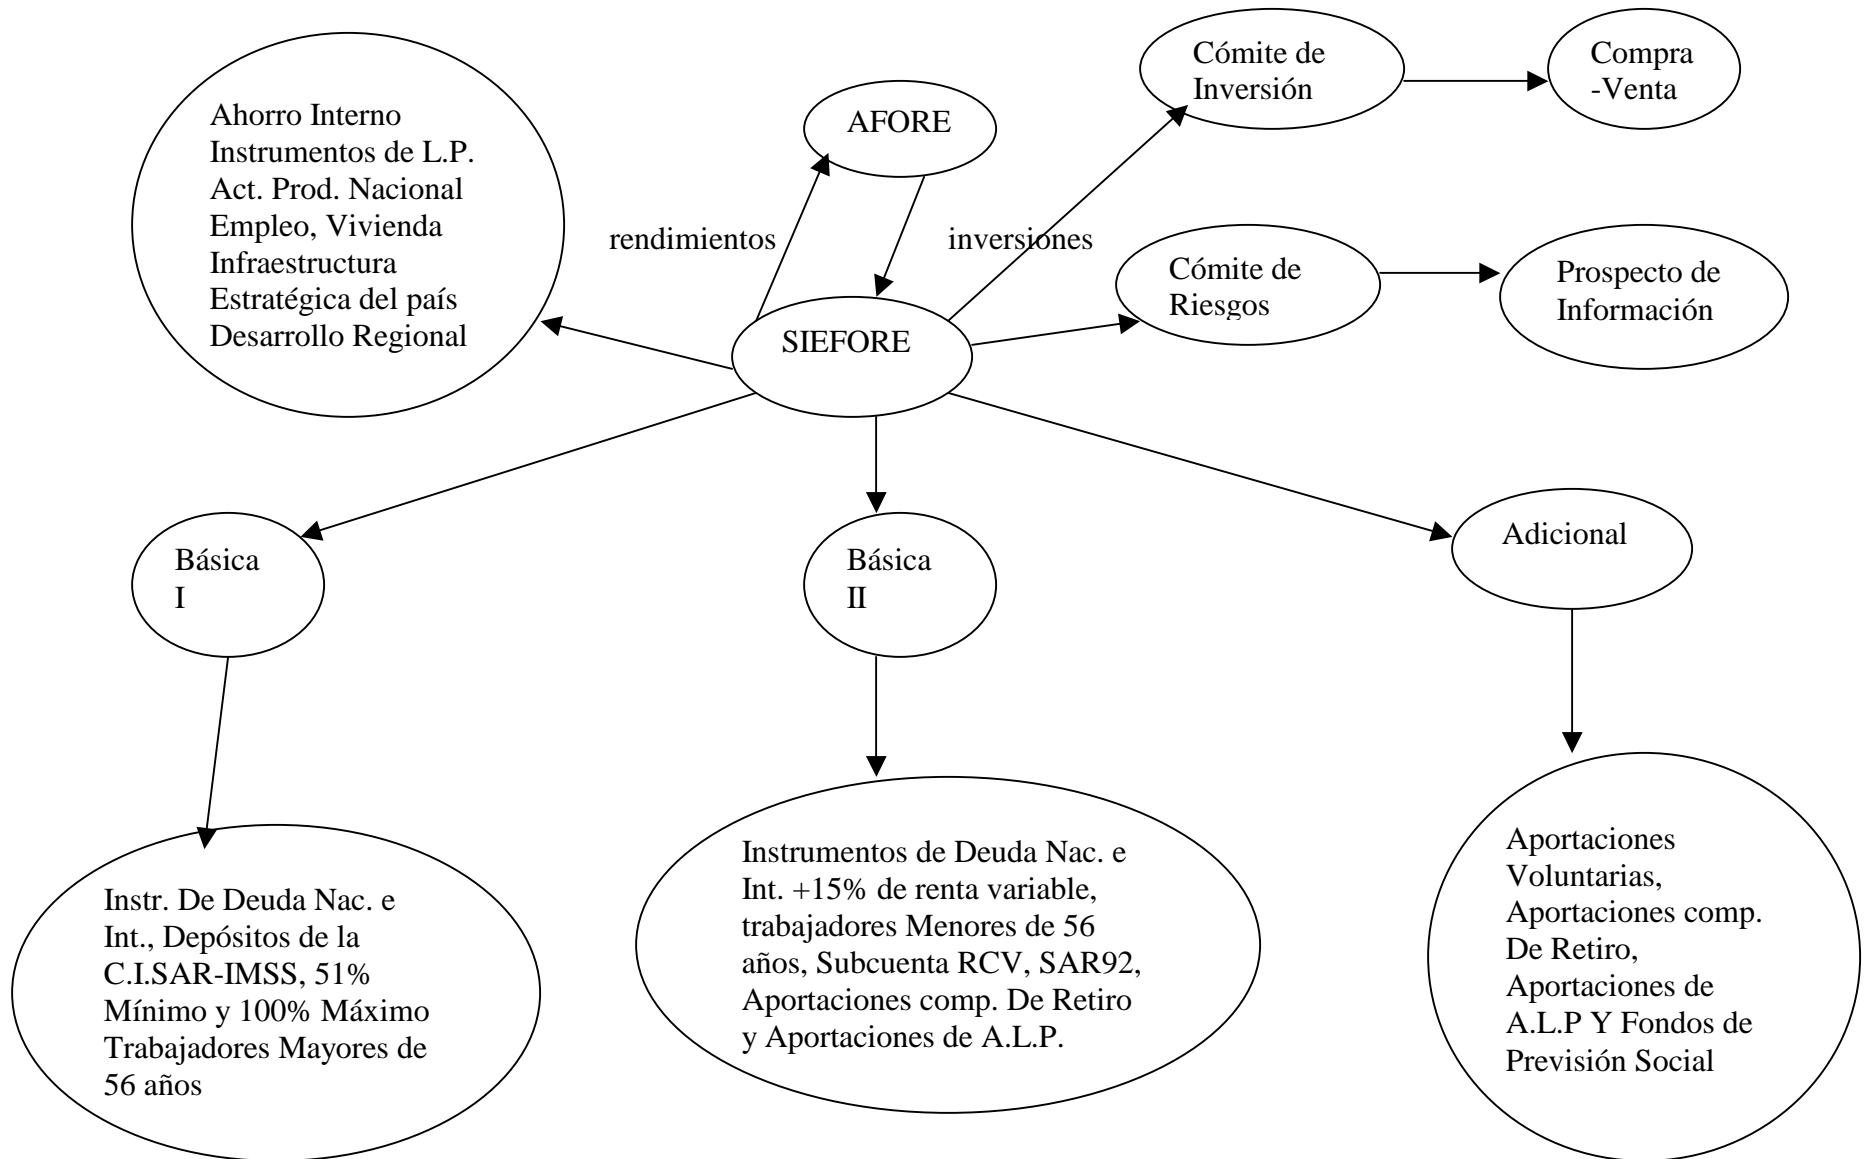 Cómite de
Inversión
Compra
-Venta
Ahorro Interno
Instrumentos de L.P.
Act. Prod. Nacional
Empleo, Vivienda
Infraestructura
Estratégica del país
Desarrollo Regional
AFORE
rendimientos
inversiones
Cómite de
Riesgos
Prospecto de
Información
SIEFORE
Básica
I
Básica
II
Adicional
Instr. De Deuda Nac. e
Int., Depósitos de la
C.I.SAR-IMSS, 51%
Mínimo y 100% Máximo
Trabajadores Mayores de
56 años
Instrumentos de Deuda Nac. e
Int. +15% de renta variable,
trabajadores Menores de 56
años, Subcuenta RCV, SAR92,
Aportaciones comp. De Retiro
y Aportaciones de A.L.P.
Aportaciones
Voluntarias,
Aportaciones comp.
De Retiro,
Aportaciones de
A.L.P Y Fondos de
Previsión Social